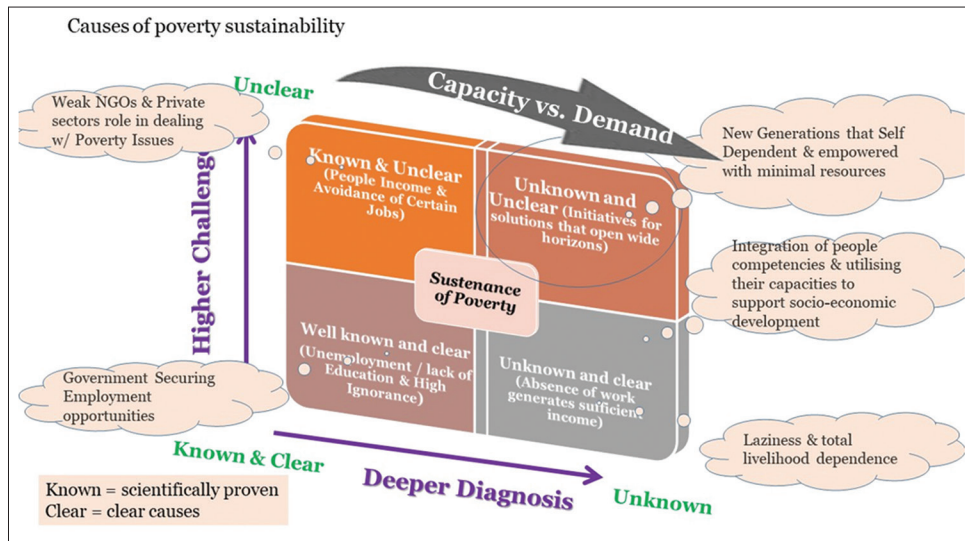 Causes of poverty sustainability
Unclear
Capacity vs. Demand
Weak NGOs & Private
sectors role in dealing
w/ Poverty Issues
New Generations that Self
Dependent & empowered
with minimal resources
Higher Challenge
Known & Unclear
(People Income &
Avoidance of Certain
Jobs)
Unknown and
Unclear (Initiatives for
solutions that open wide
horizons)
Integration of people
competencies & utilising
their capacities to
support socio-economic
development
Sustenance
of Poverty
Well known and clear
(Unemployment / lack of
Education & High
Ignorance)
Unknown and clear
(Absence of work
generates sufficient
income)
Government Securing
Employment
opportunities
Laziness & total
livelihood dependence
Known & Clear
Deeper Diagnosis
Unknown
Known = scientifically proven
Clear = clear causes